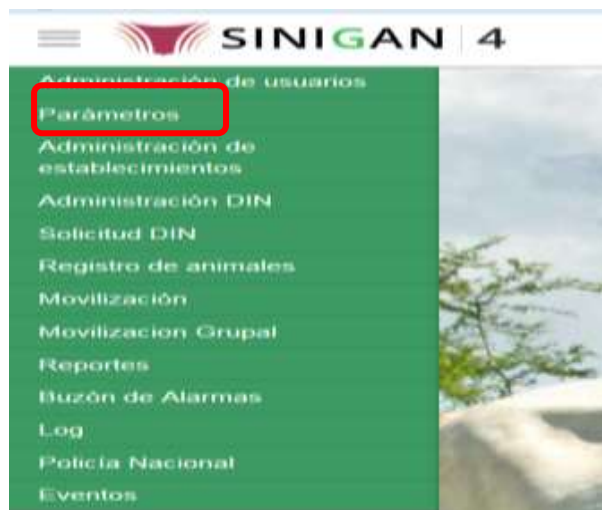 SINIGAN 4
Administración de usuarios
Parámetros
Administración de
establecimientos
Administración DIN
Solicitud DIN
Registro de animales
Movilización
Movilizacion Grupal
Reportes
Buzón de Alarmas
Log
Policía Nacional
Eventos